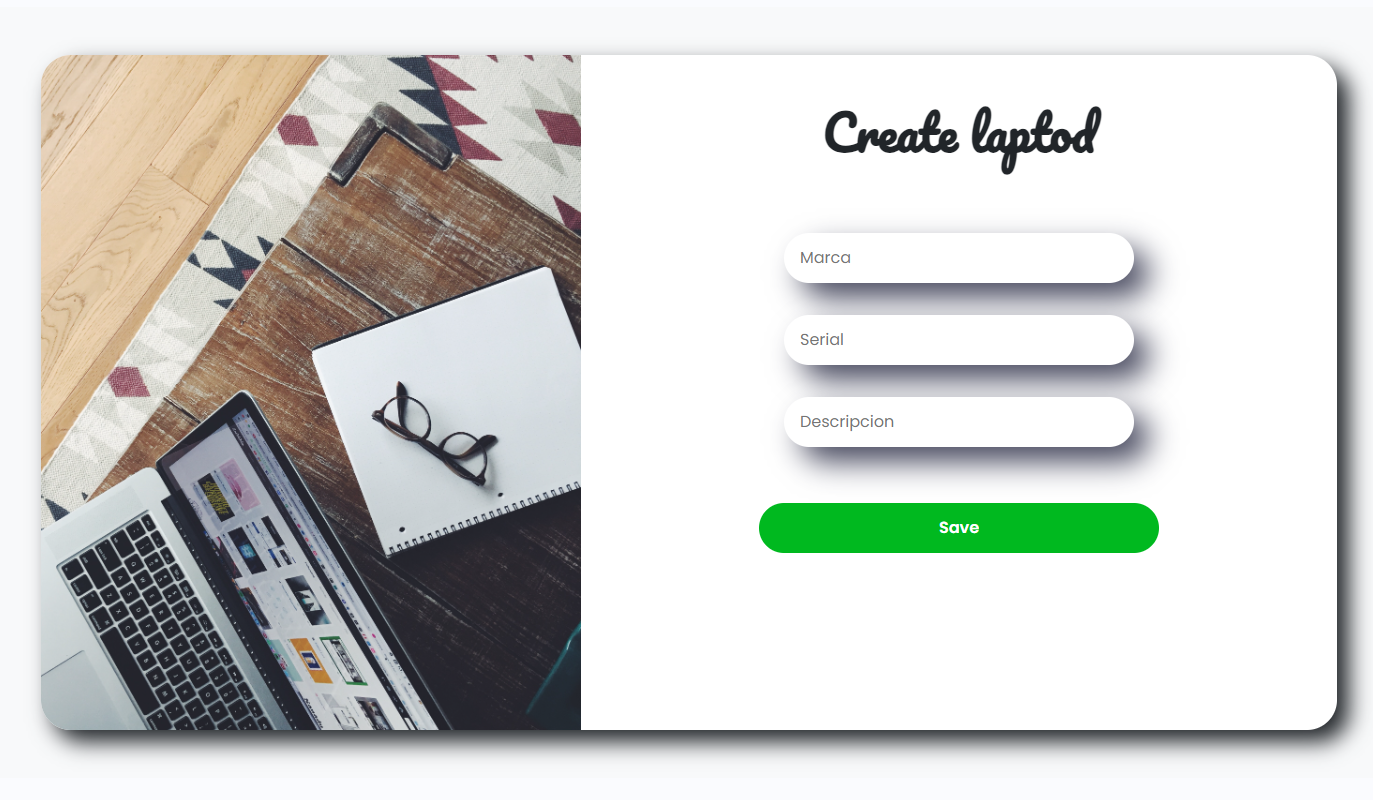 Create laptod
Marca
Serial
Descripcion
Save